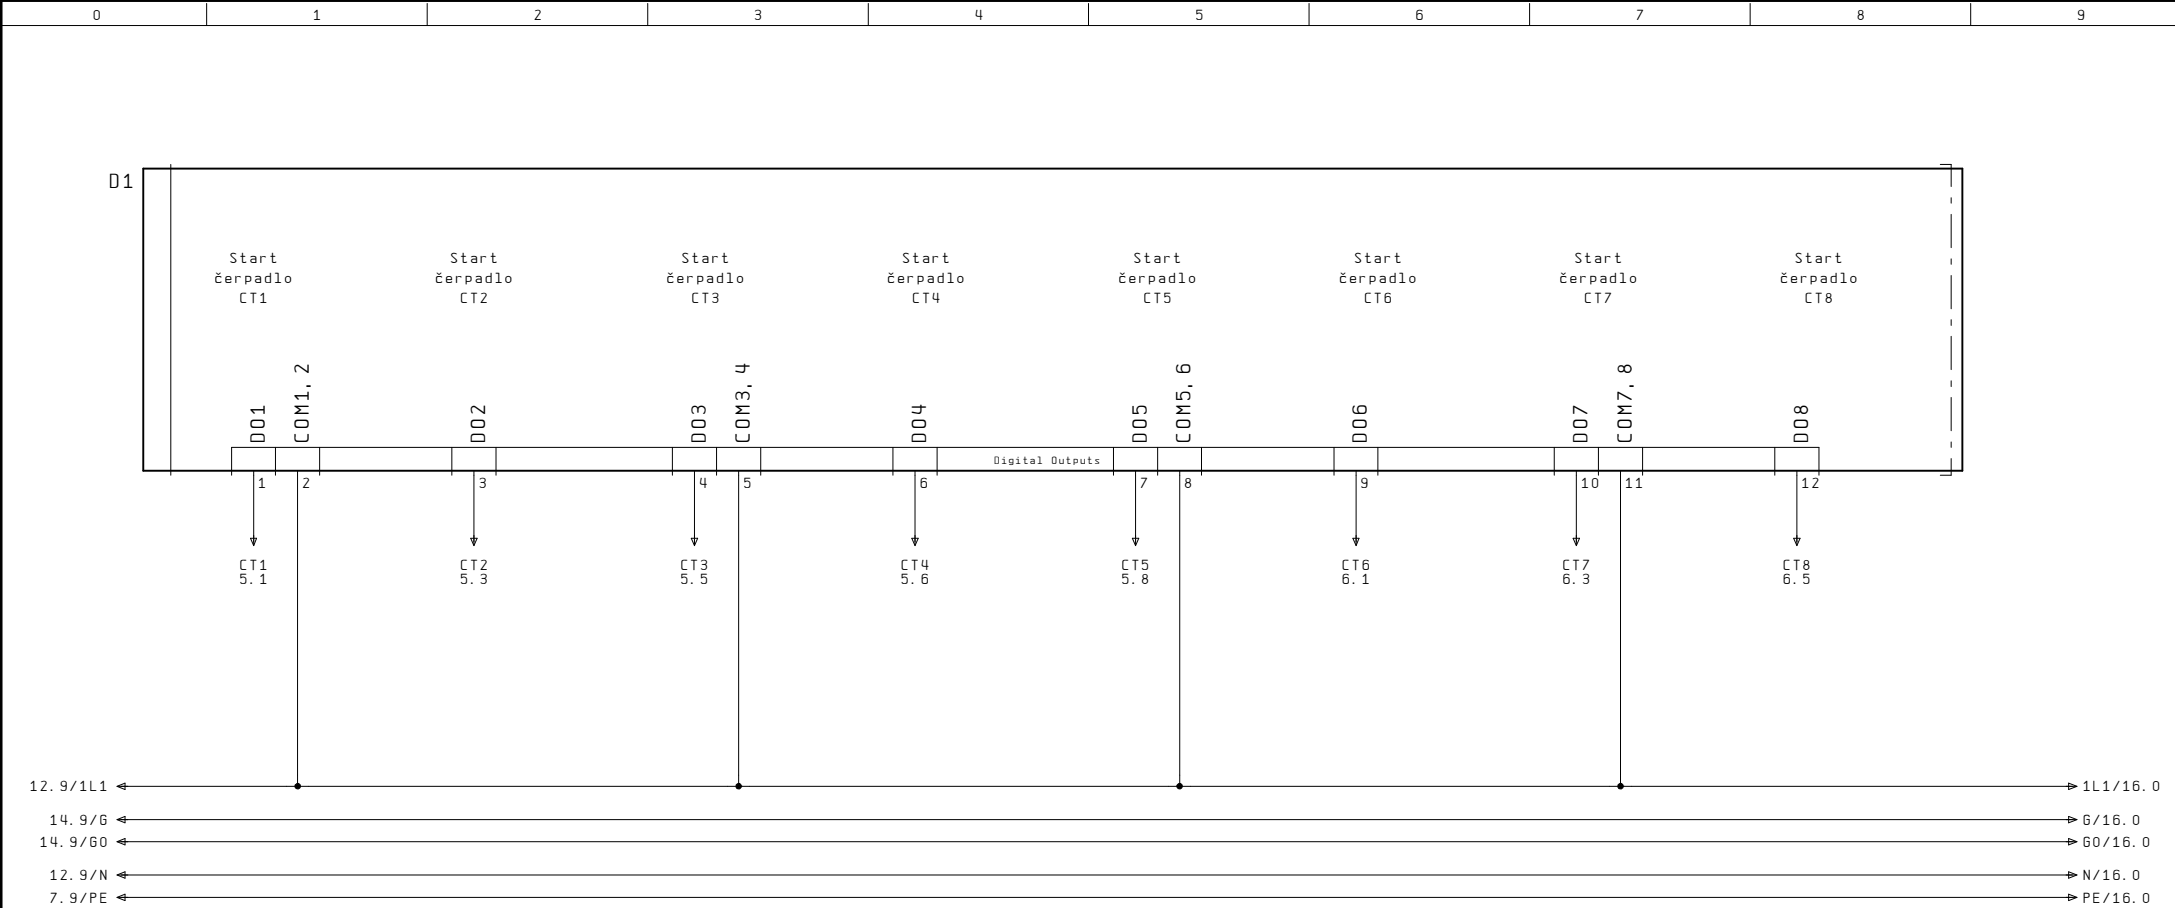 0 1 2 3 4 5 6 7 8 9
D1
Start Start Start Start Start Start Start Start
čerpadlo čerpadlo čerpadlo čerpadlo čerpadlo čerpadlo čerpadlo čerpadlo
CT1 CT2 CT3 CT4 CT5 CT6 CT7 CT8
DO1 COM1, 2 DO2 DO3 COM3, 4 DO4 DO5 COM5, 6 DO6 DO7 COM7, 8 DO8
Digital Outputs
1 2 3 4 5 6 7 8 9 10 11 12
CT1 CT2 CT3 CT4 CT5 CT6 CT7 CT8
5.1 5.3 5.5 5.6 5.8 6.1 6.3 6.5
12.9/1L1 1L1/16.0
14.9/G G/16.0
14.9/G0 G0/16.0
12.9/N N/16.0
7.9/PE PE/16.0